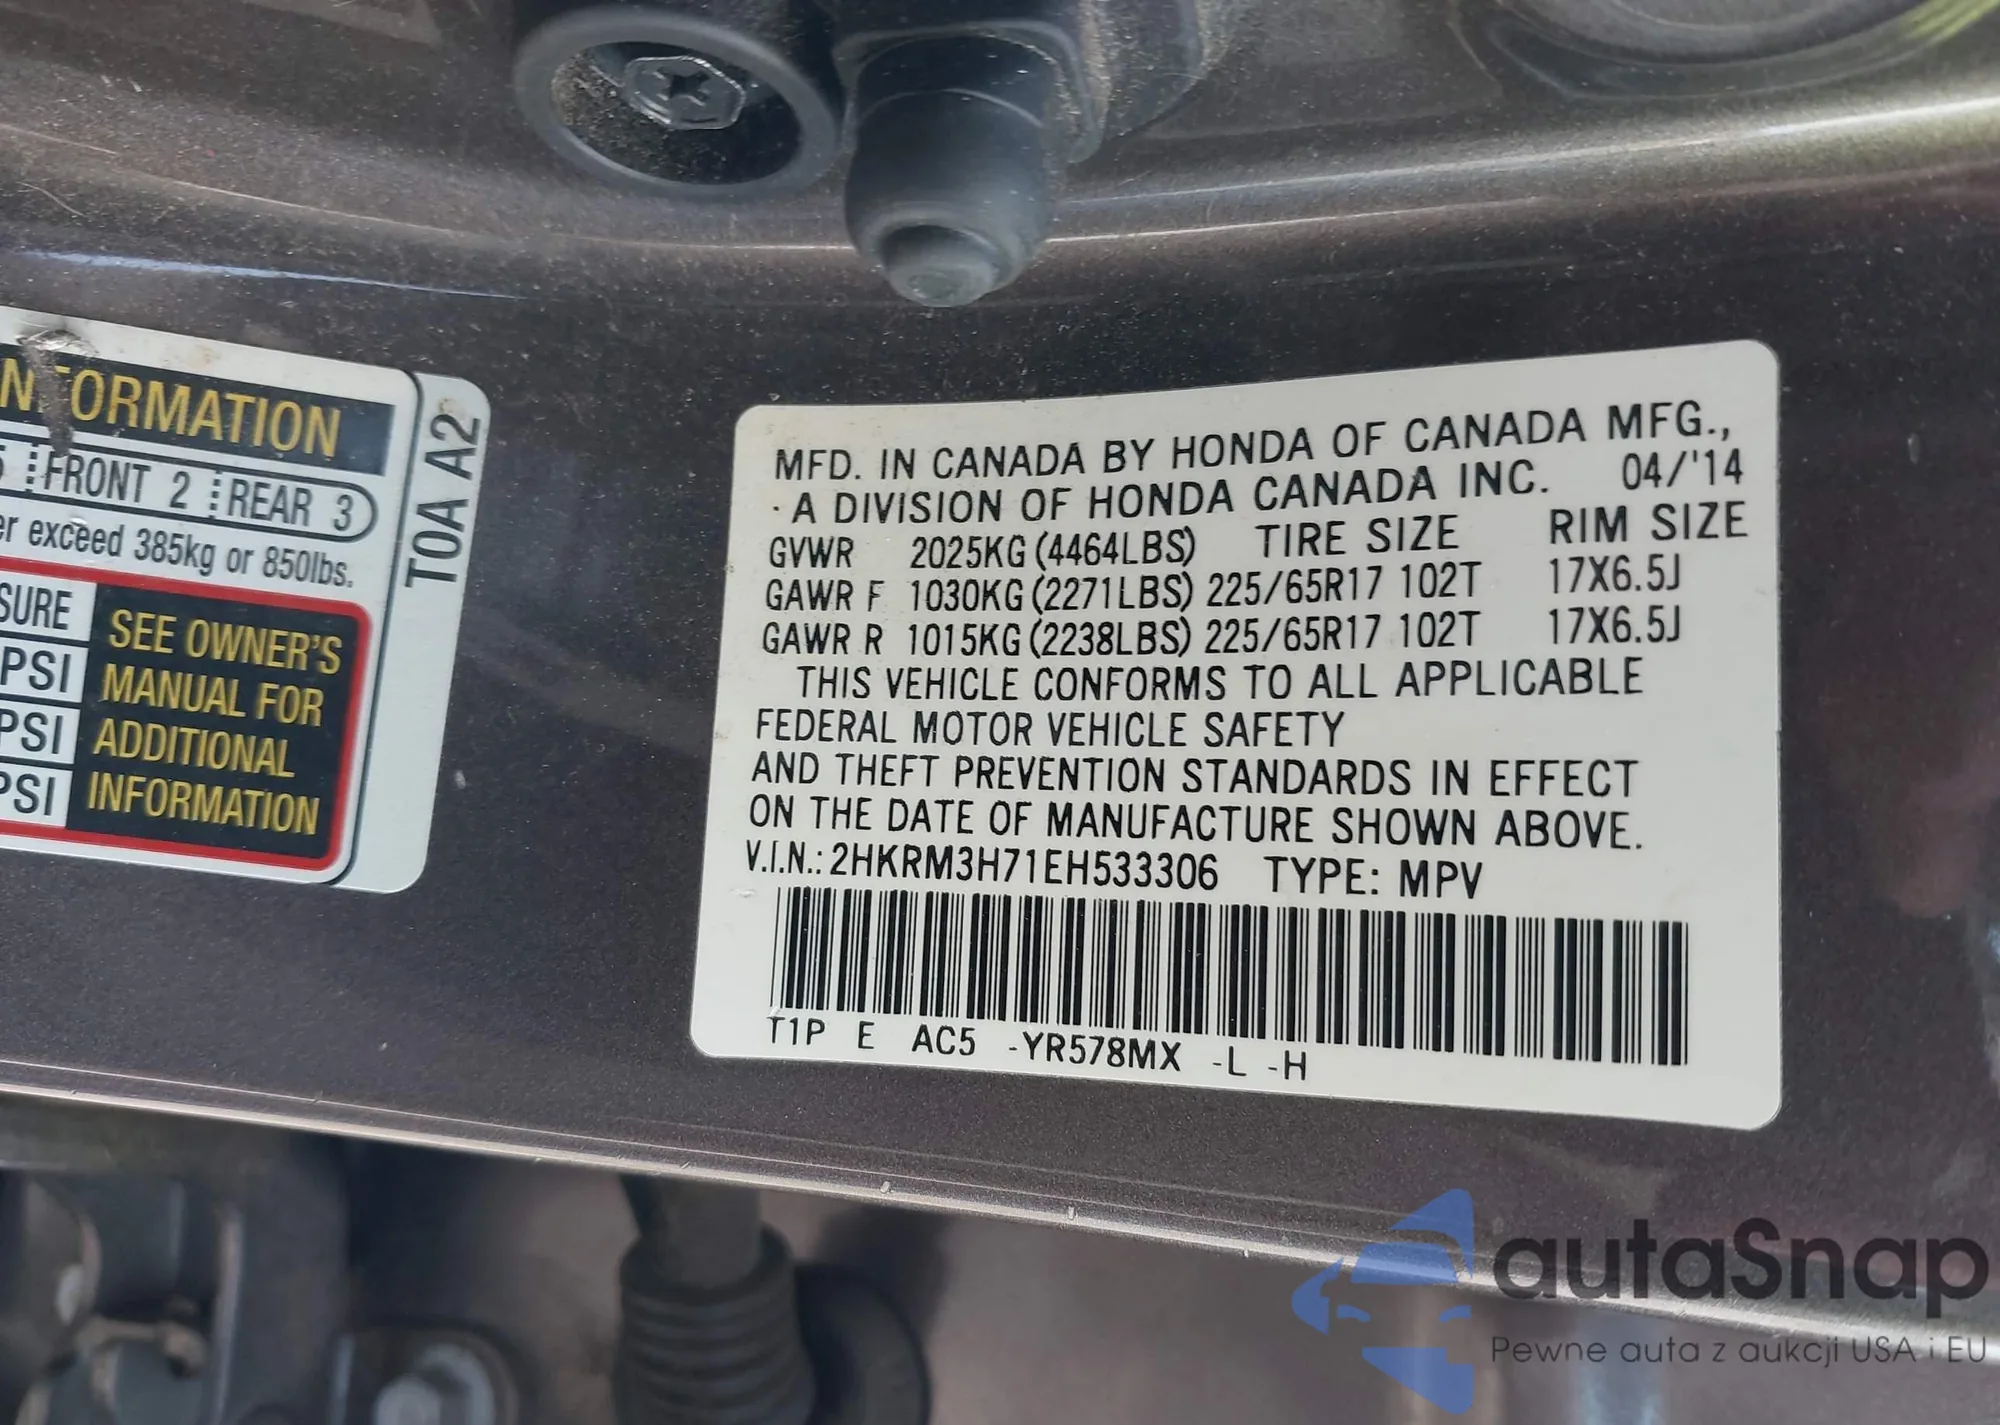 ORMATION
FRONT 2 REAR 3
exceed 385kg or 850lbs.
SURE
PSI
PSI
PSI
SEE OWNER'S
MANUAL FOR
ADDITIONAL
INFORMATION
T0A A2
MFD. IN CANADA BY HONDA OF CANADA MFG.,
A DIVISION OF HONDA CANADA INC. 04/'14
GVWR 2025KG (4464LBS) TIRE SIZE RIM SIZE
GAWR F 1030KG (2271LBS) 225/65R17 102T 17X6.5J
GAWR R 1015KG (2238LBS) 225/65R17 102T 17X6.5J
THIS VEHICLE CONFORMS TO ALL APPLICABLE
FEDERAL MOTOR VEHICLE SAFETY
AND THEFT PREVENTION STANDARDS IN EFFECT
ON THE DATE OF MANUFACTURE SHOWN ABOVE.
V.I.N.: 2HKRM3H71EH533306 TYPE: MPV
T1P E AC5 -YR578MX -L -H
autaSnap
Pewne auta z aukcji USA i EU